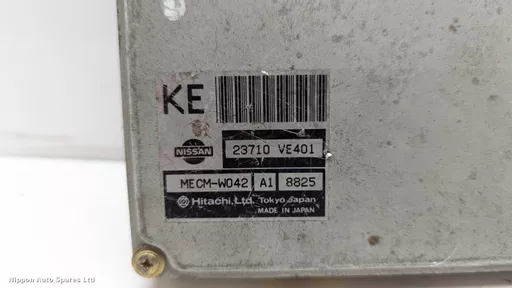 KE
NISSAN
23710 VE401
MECM-W042 A1 8825
Hitachi, Ltd. Tokyo Japan
MADE IN JAPAN
Nippon Auto Spares Ltd